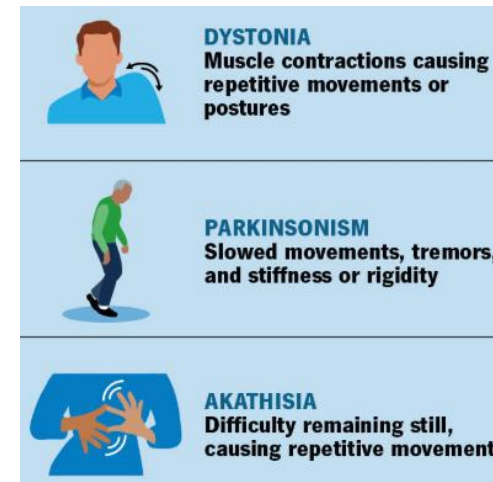 DYSTONIA
Muscle contractions causing
repetitive movements or
postures
PARKINSONISM
Slowed movements, tremors,
and stiffness or rigidity
AKATHISIA
Difficulty remaining still,
causing repetitive movement